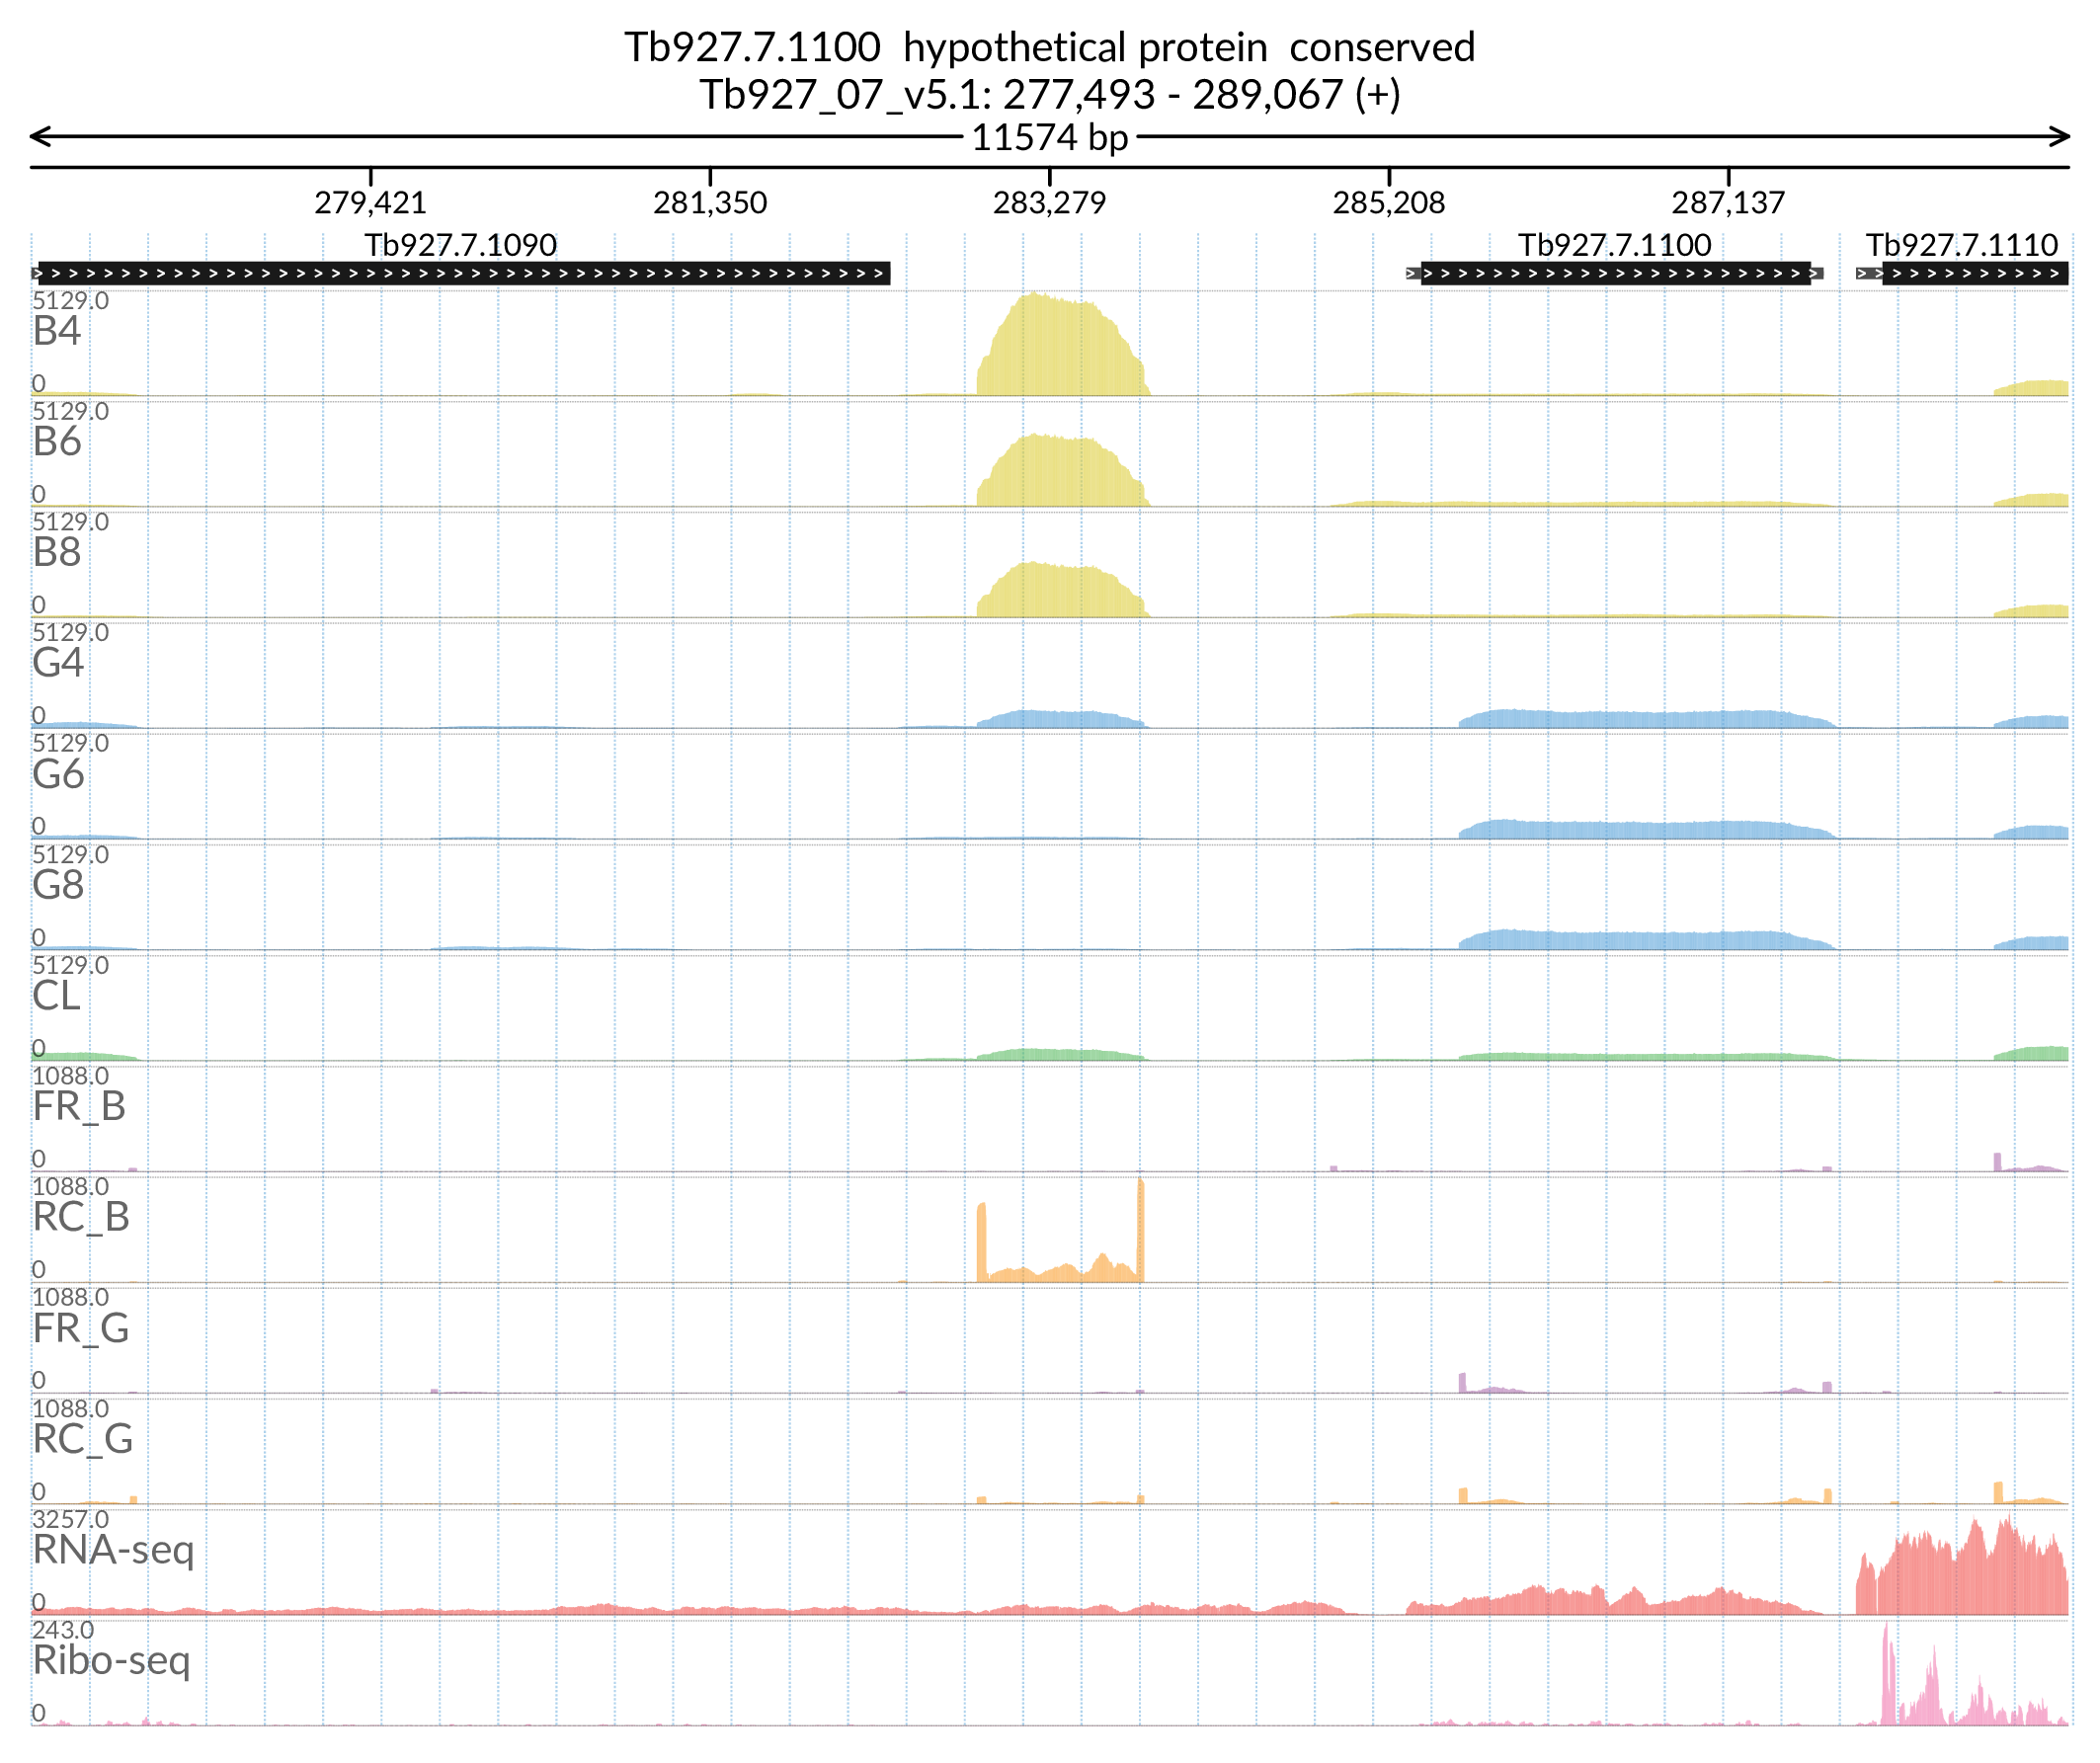 Tb927.7.1100  hypothetical protein  conserved
Tb927_07_v5.1: 277,493 - 289,067 (+)
11574 bp
279,421 281,350 283,279 285,208 287,137
Tb927.7.1090 Tb927.7.1100 Tb927.7.1110
5129.0
B4
0
5129.0
B6
0
5129.0
B8
0
5129.0
G4
0
5129.0
G6
0
5129.0
G8
0
5129.0
CL
0
1088.0
FR_B
0
1088.0
RC_B
0
1088.0
FR_G
0
1088.0
RC_G
0
3257.0
RNA-seq
0
243.0
Ribo-seq
0